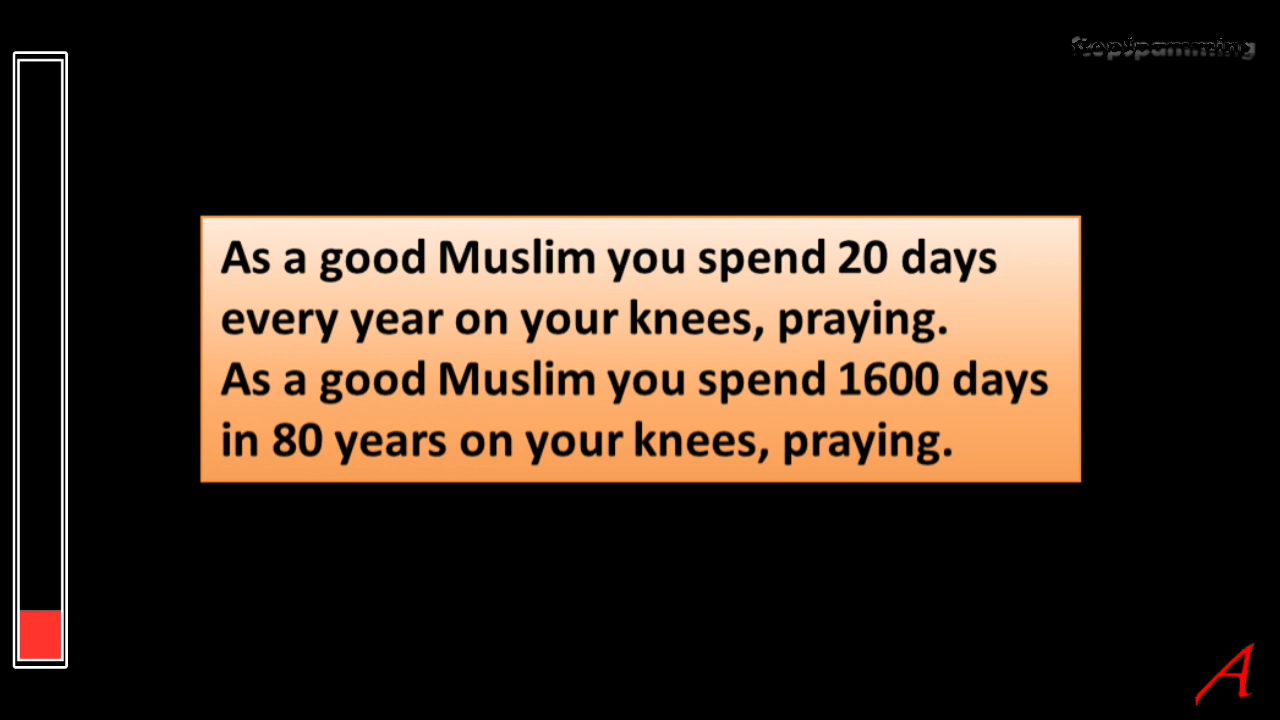 StopSpamming
As a good Muslim you spend 20 days
every year on your knees, praying.
As a good Muslim you spend 1600 days
in 80 years on your knees, praying.
A